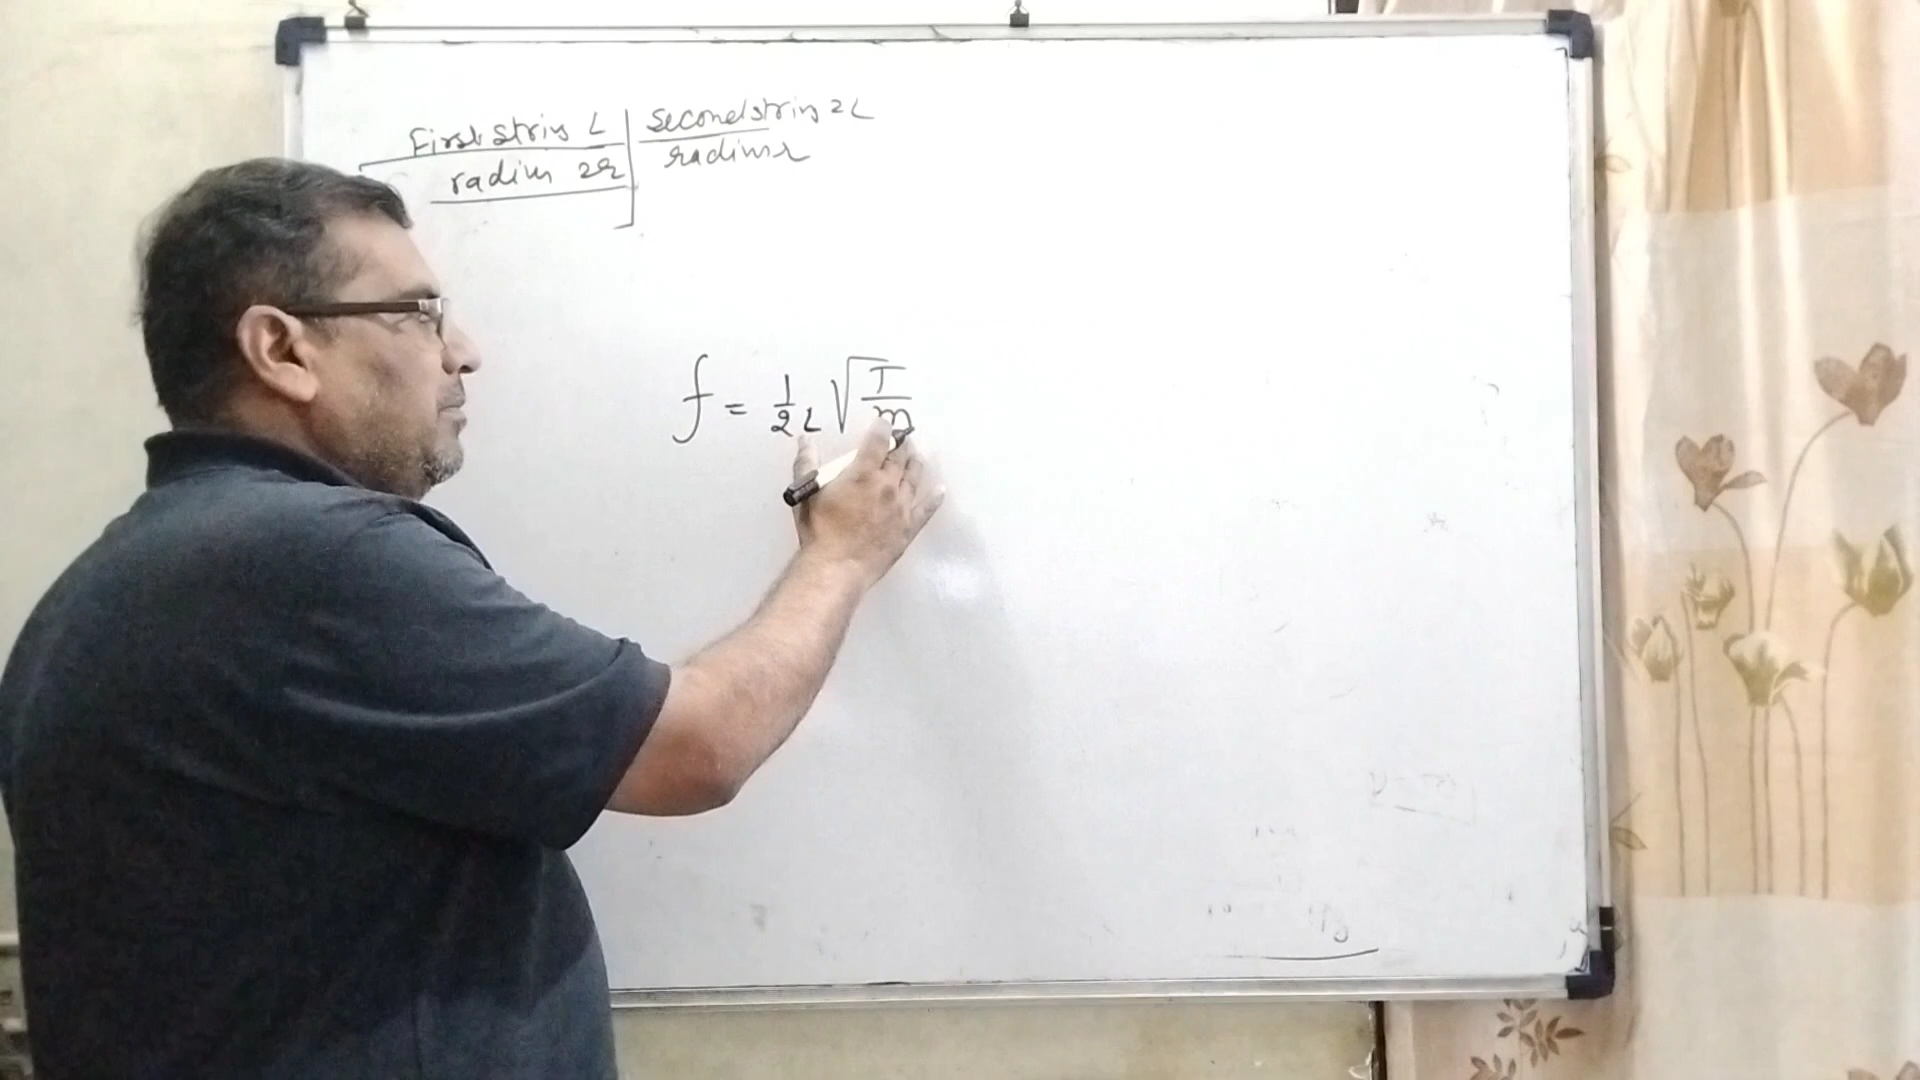 First string L
radius 2r
second string 2L
radius r
f = 1/2L √T/m